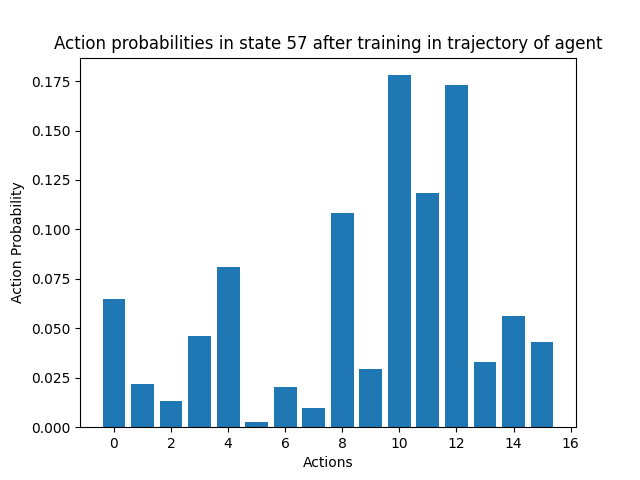 Action probabilities in state 57 after training in trajectory of agent
0.175
0.150
0.125
0.100
0.075
0.050
0.025
0.000
Action Probability
0 2 4 6 8 10 12 14 16
Actions